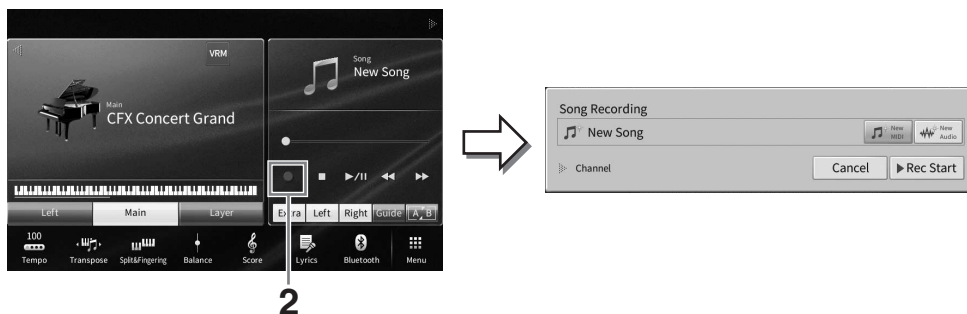 VRM
Song
New Song
Main
CFX Concert Grand
Left Main Layer
Extra Left Right Guide A B
100
Tempo Transpose Split&Fingering Balance Score Lyrics Bluetooth Menu
2
Song Recording
New Song
New MIDI
New Audio
Channel Cancel Rec Start